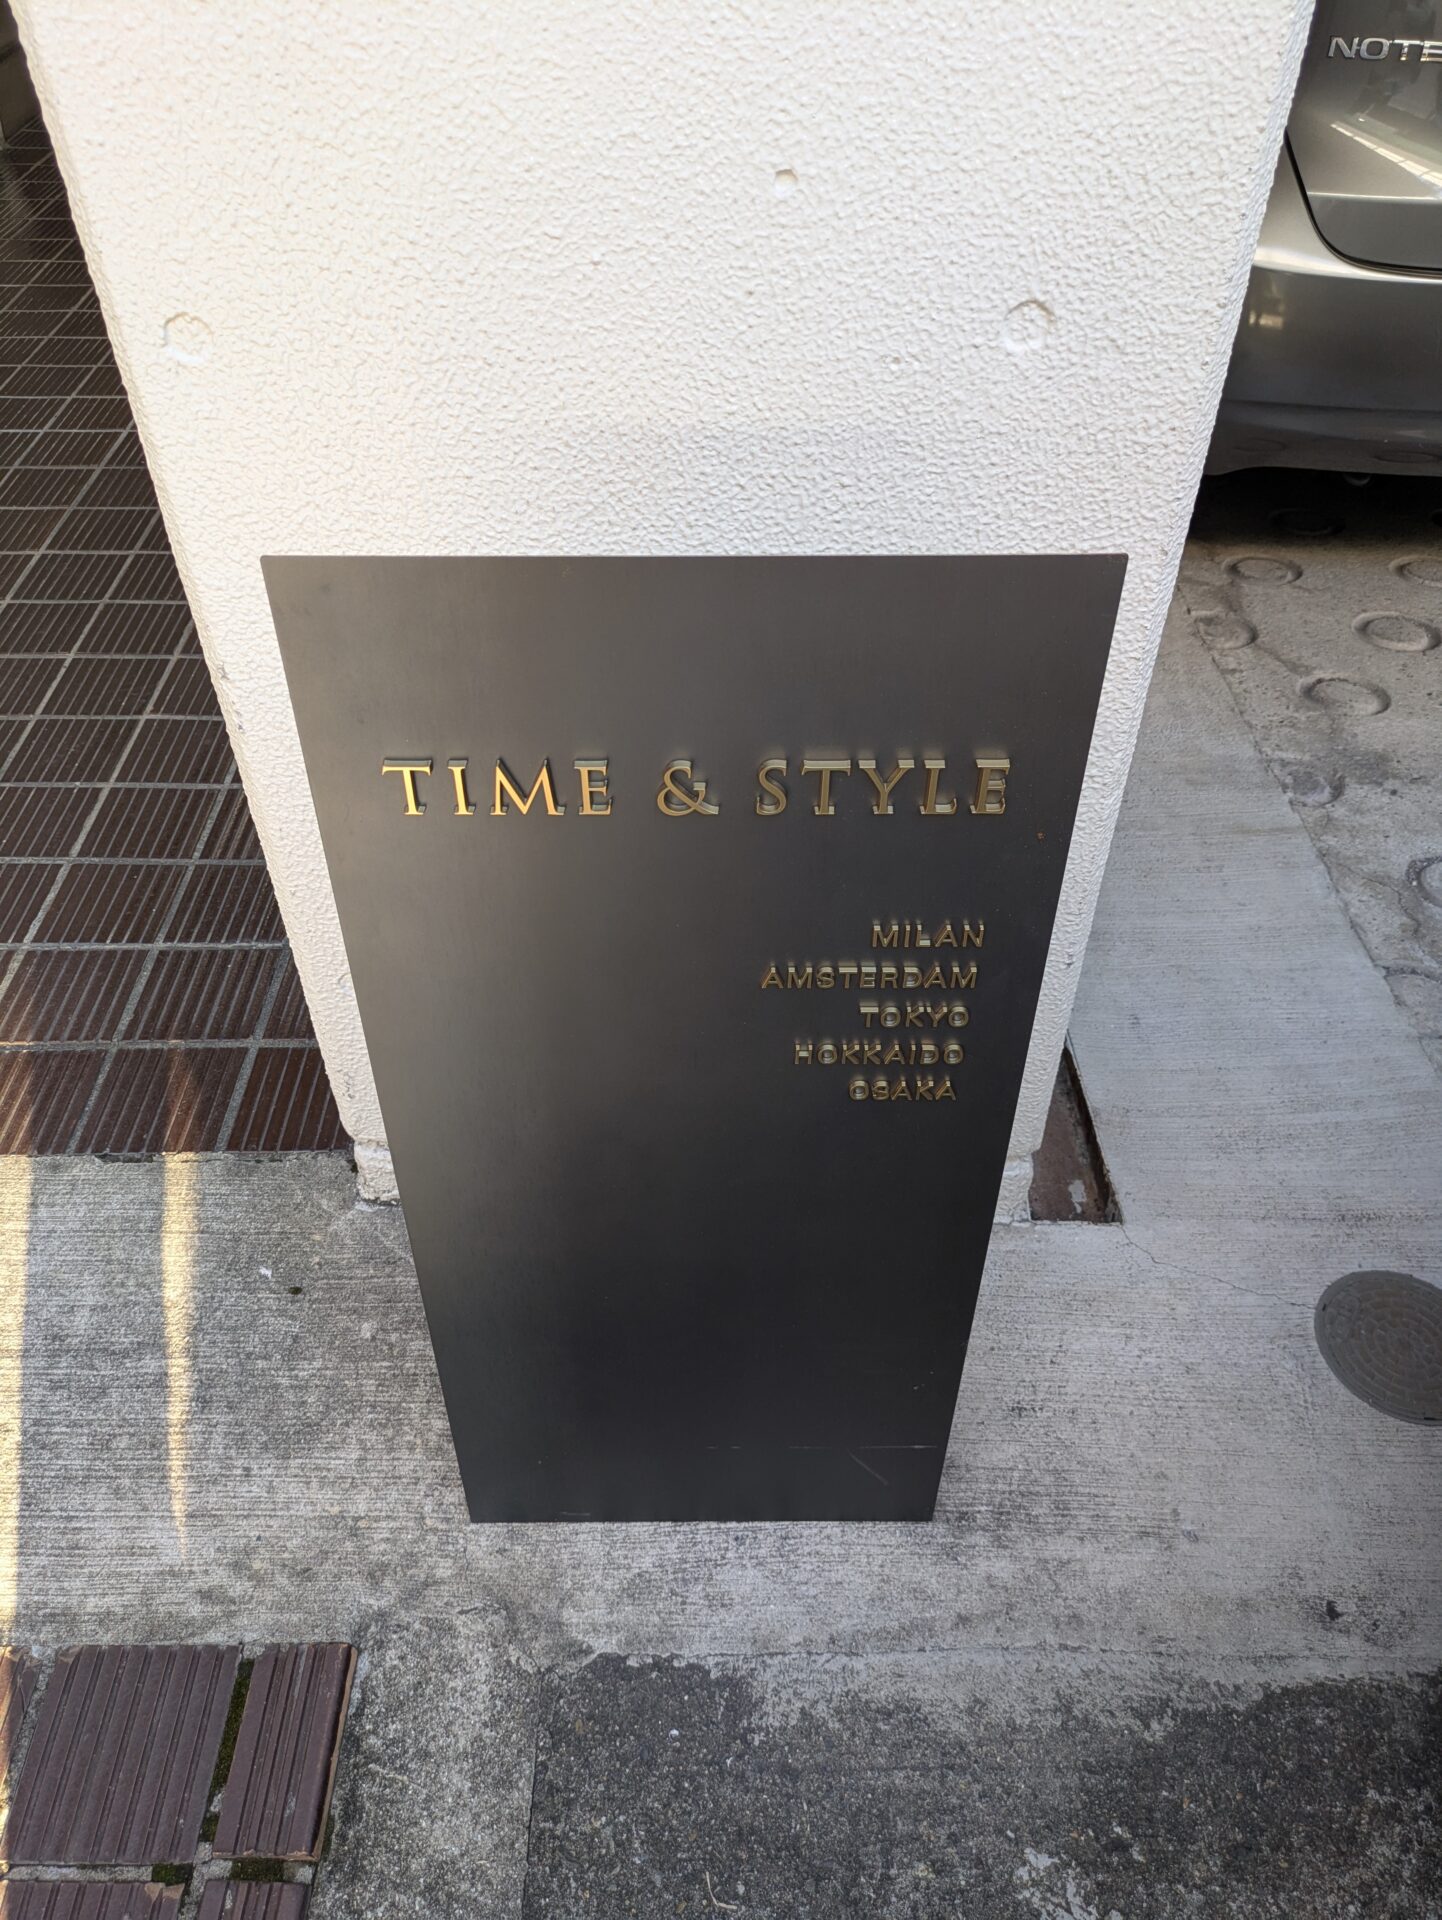 NOTE
TIME & STYLE
MILAN
AMSTERDAM
TOKYO
HOKKAIDO
OSAKA